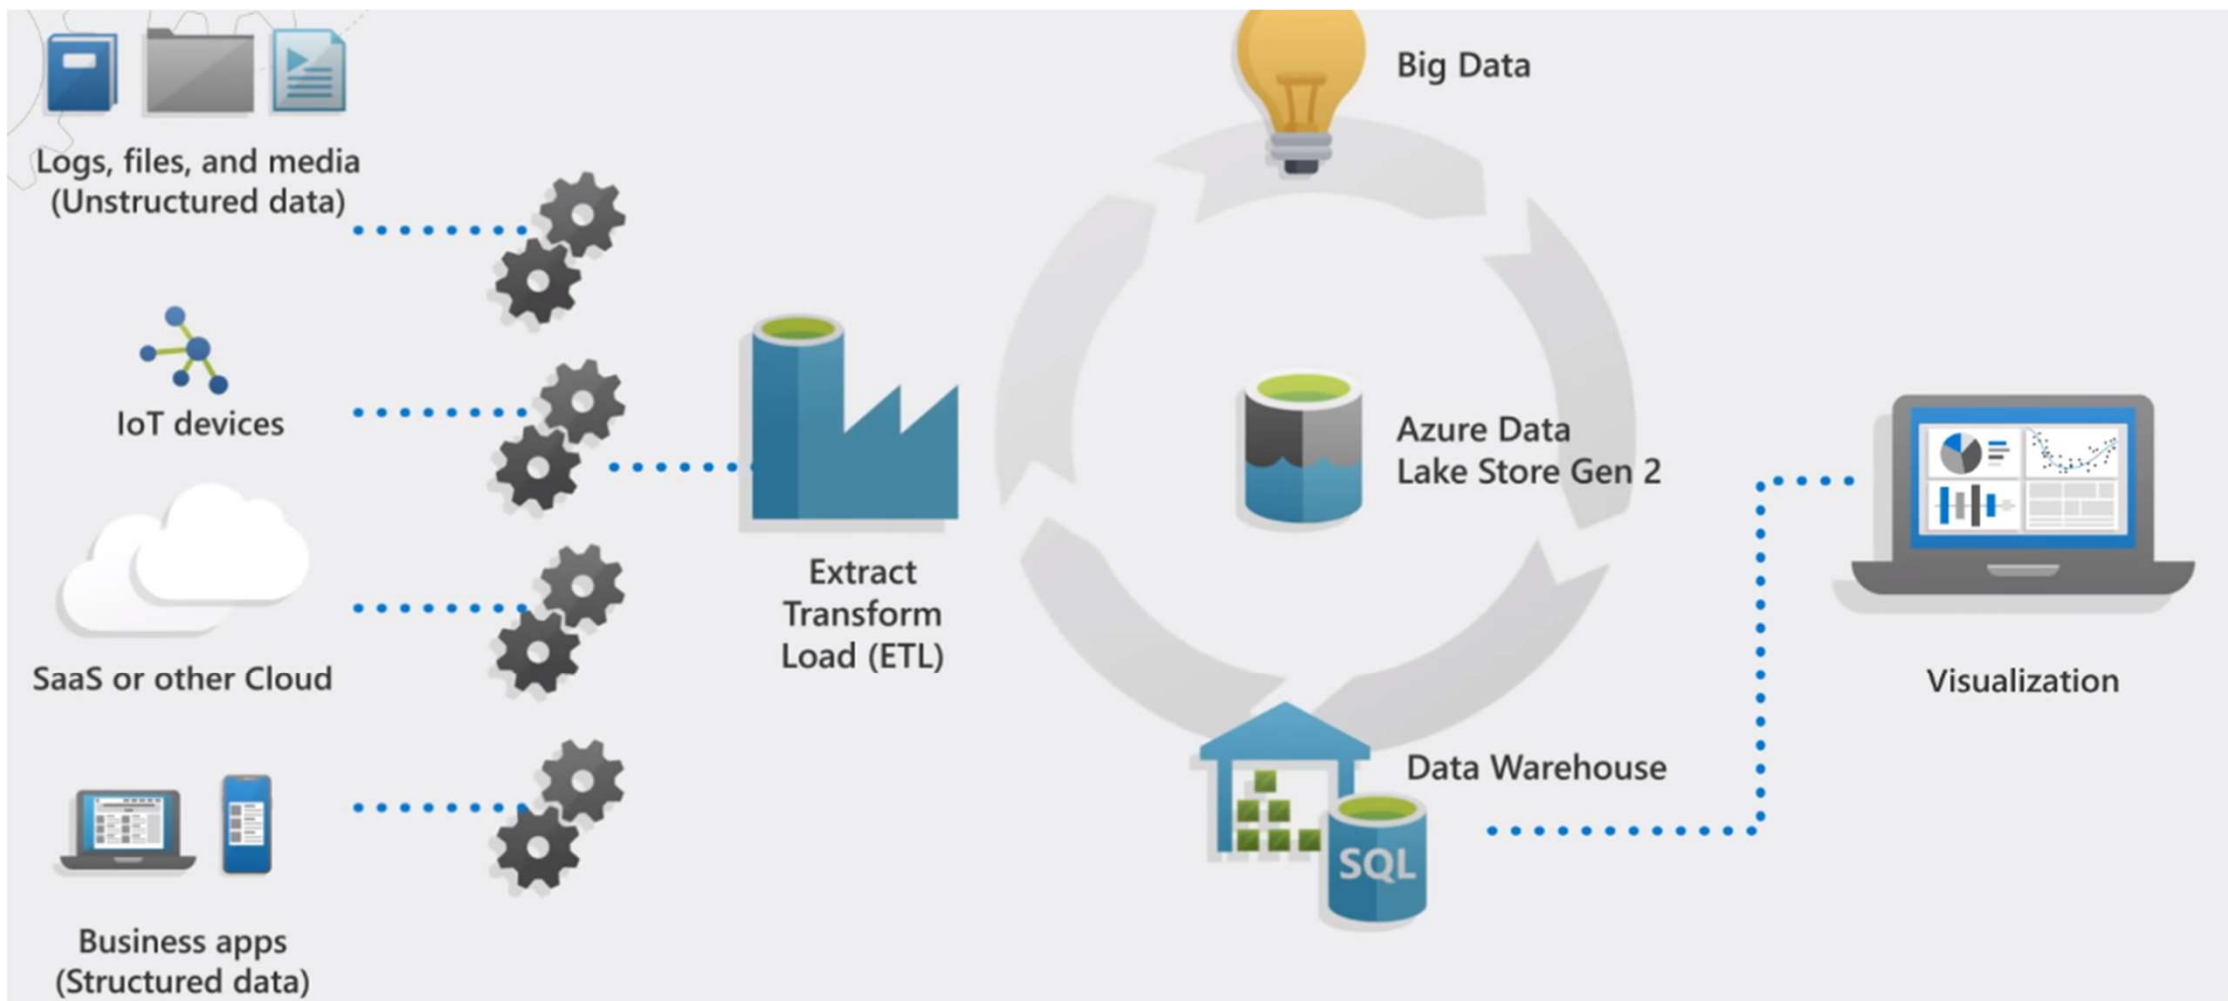 Logs, files, and media
(Unstructured data)
IoT devices
SaaS or other Cloud
Business apps
(Structured data)
Extract
Transform
Load (ETL)
Big Data
Azure Data
Lake Store Gen 2
Data Warehouse
SQL
Visualization